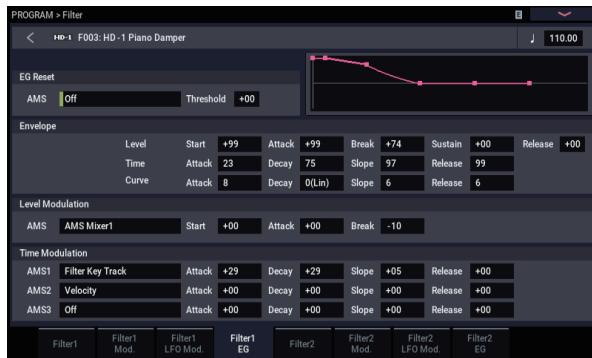 PROGRAM > Filter E
HD-1 F003: HD -1 Piano Damper ♩ 110.00
EG Reset
AMS Off Threshold +00
Envelope
Level Start +99 Attack +99 Break +74 Sustain +00 Release +00
Time Attack 23 Decay 75 Slope 97 Release 99
Curve Attack 8 Decay 0(Lin) Slope 6 Release 6
Level Modulation
AMS AMS Mixer1 Start +00 Attack +00 Break -10
Time Modulation
AMS1 Filter Key Track Attack +29 Decay +29 Slope +05 Release +00
AMS2 Velocity Attack +00 Decay +00 Slope +00 Release +00
AMS3 Off Attack +00 Decay +00 Slope +00 Release +00
Filter1 Filter1 Mod. Filter1 LFO Mod. Filter1 EG Filter2 Filter2 Mod. Filter2 LFO Mod. Filter2 EG